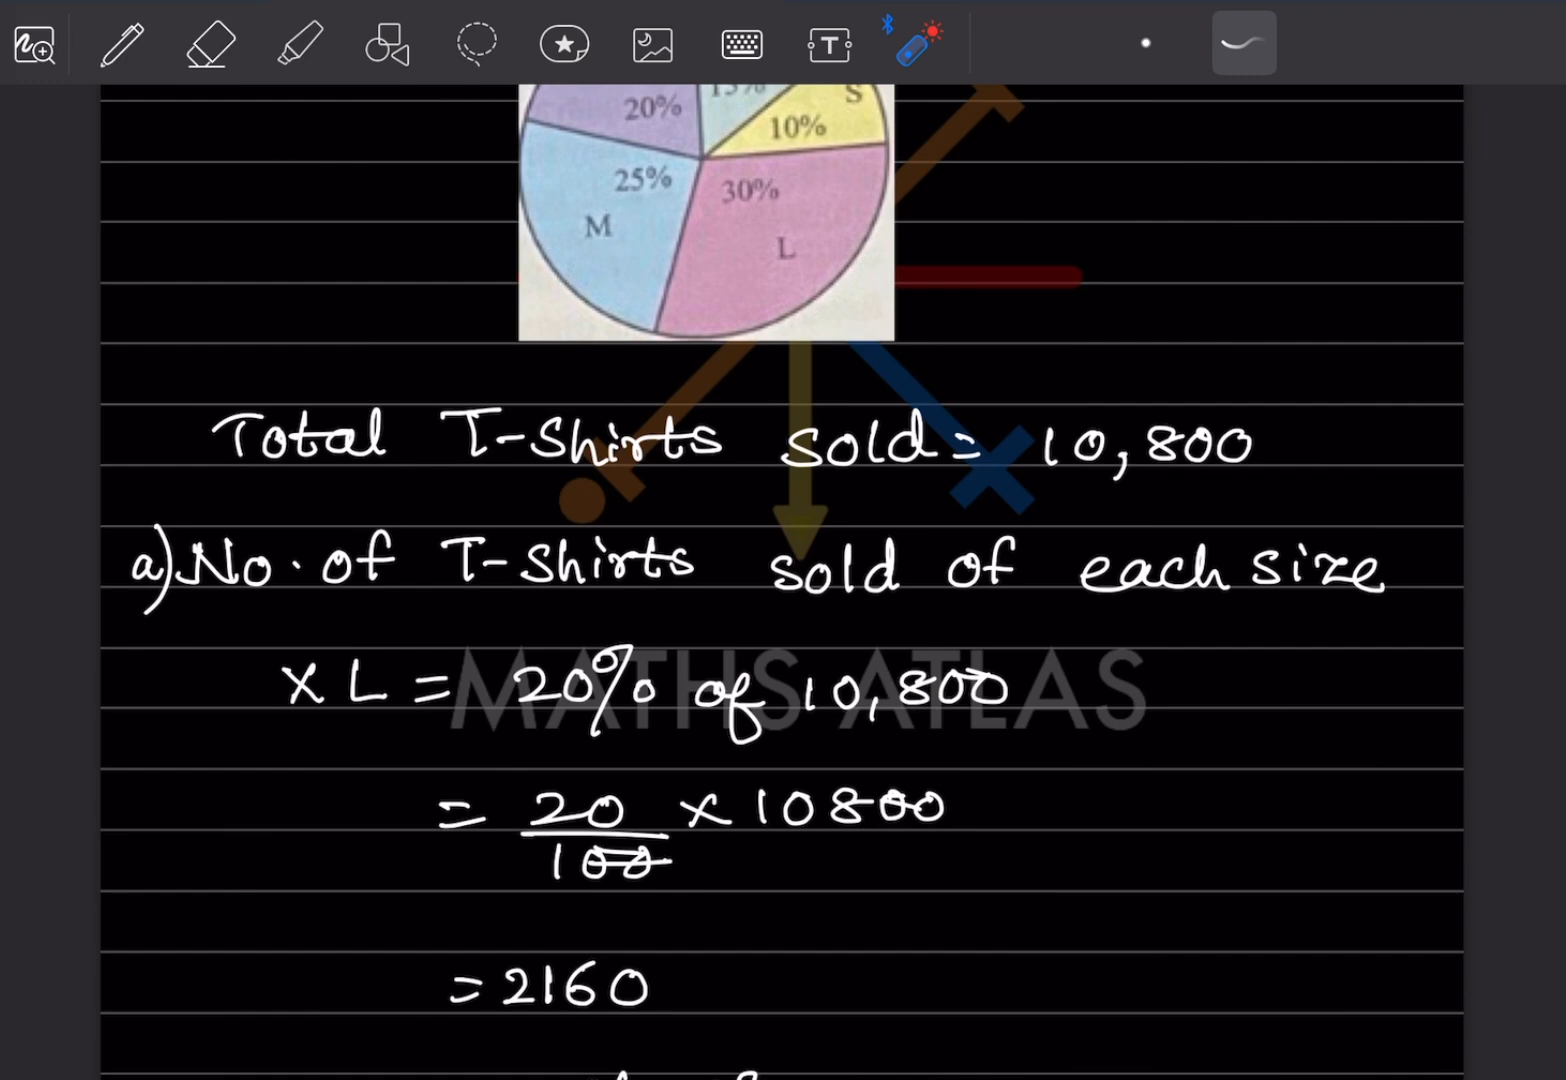 20%
S
10%
25%
30%
M
L
Total T-Shirts sold = 10,800
a) No. of T-Shirts sold of each size
MATHS ATLAS
XL = 20% of 10,800
= 20/100 × 10800
= 2160